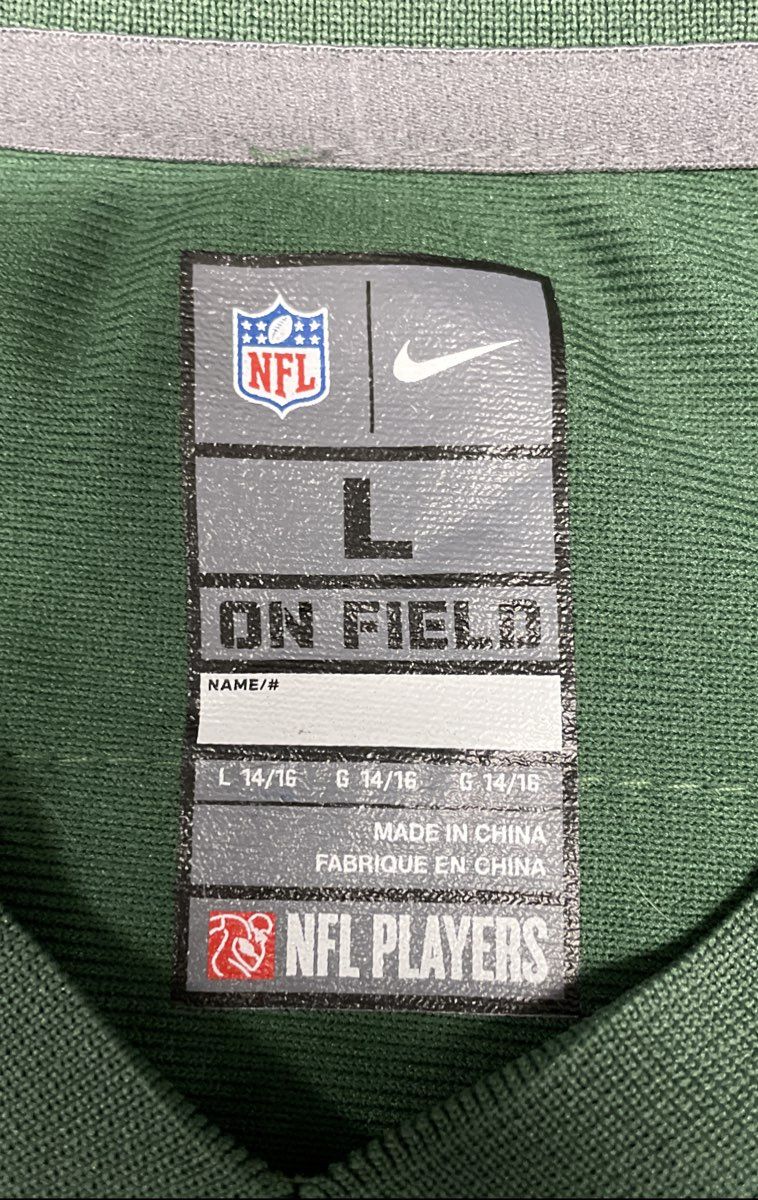 NFL
L
ON FIELD
NAME/#
L 14/16 G 14/16 G 14/16
MADE IN CHINA
FABRIQUE EN CHINA
NFL PLAYERS